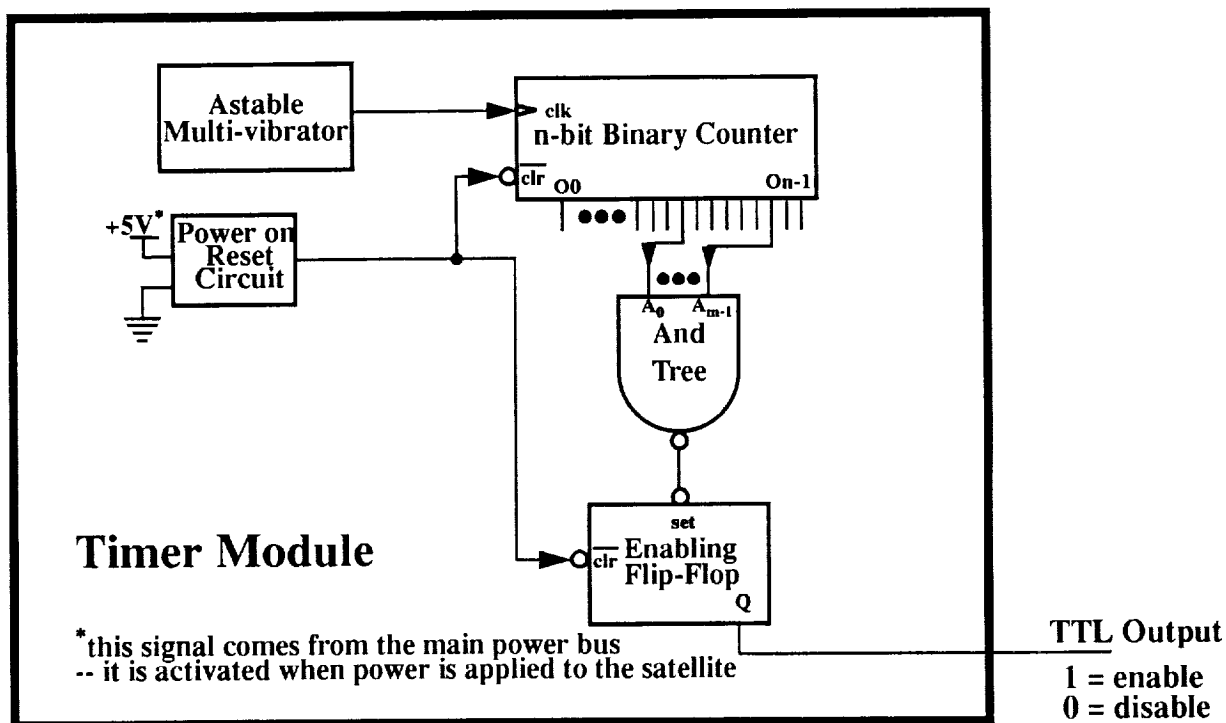 Astable
Multi-vibrator
clk
n-bit Binary Counter
clr
O0
On-1
+5V*
Power on
Reset
Circuit
A0
Am-1
And
Tree
set
clr
Enabling
Flip-Flop
Q
Timer Module
*this signal comes from the main power bus
-- it is activated when power is applied to the satellite
TTL Output
1 = enable
0 = disable